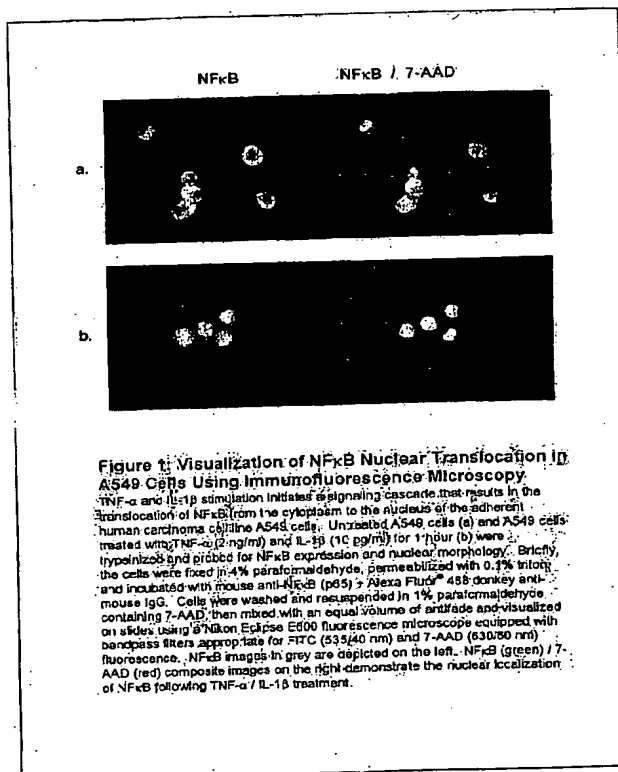 NFκB NFκB / 7-AAD
a.
b.
Figure 1: Visualization of NFκB Nuclear Translocation in
A549 Cells Using Immunofluorescence Microscopy
TNF-α and IL-1β stimulation initiates a signaling cascade that results in the
translocation of NFκB from the cytoplasm to the nucleus of the adherent
human carcinoma cell line A549 cells. Untreated A549 cells (a) and A549 cells
treated with TNF-α (2 ng/ml) and IL-1β (10 pg/ml) for 1 hour (b) were
trypsinized and probed for NFκB expression and nuclear morphology. Briefly,
the cells were fixed in 4% paraformaldehyde, permeabilized with 0.1% triton
and incubated with mouse anti-NFκB (p65) + Alexa Fluor® 488 donkey anti-
mouse IgG. Cells were washed and resuspended in 1% paraformaldehyde
containing 7-AAD, then mixed with an equal volume of antifade and visualized
on slides using a Nikon Eclipse E600 fluorescence microscope equipped with
bandpass filters appropriate for FITC (535/40 nm) and 7-AAD (630/60 nm)
fluorescence. NFκB images in grey are depicted on the left. NFκB (green) / 7-
AAD (red) composite images on the right demonstrate the nuclear localization
of NFκB following TNF-α / IL-1β treatment.